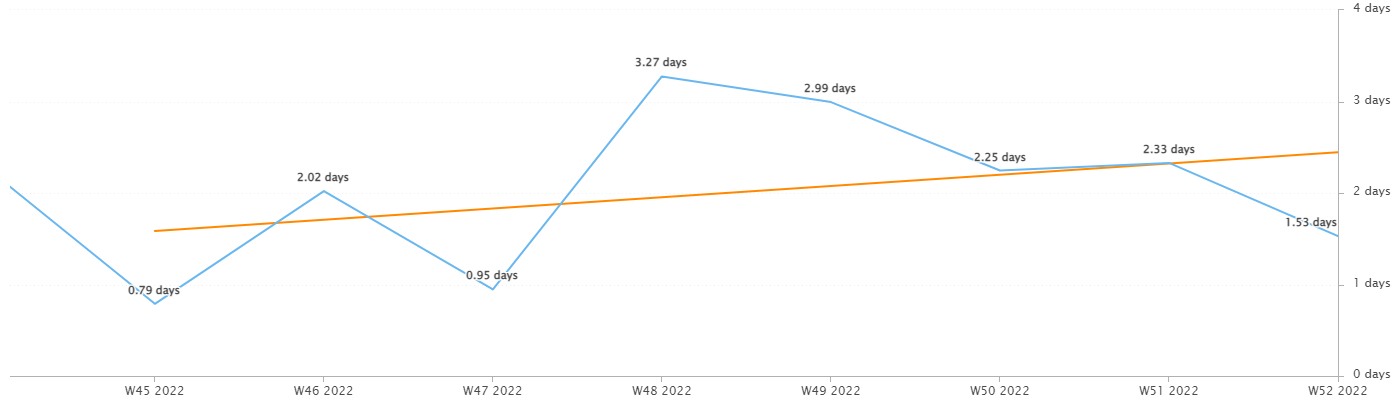 4 days
3.27 days
2.99 days
3 days
2.33 days
2.25 days
2.02 days
2 days
1.53 days
0.95 days
0.79 days
1 days
0 days
W45 2022
W46 2022
W47 2022
W48 2022
W49 2022
W50 2022
W51 2022
W52 2022